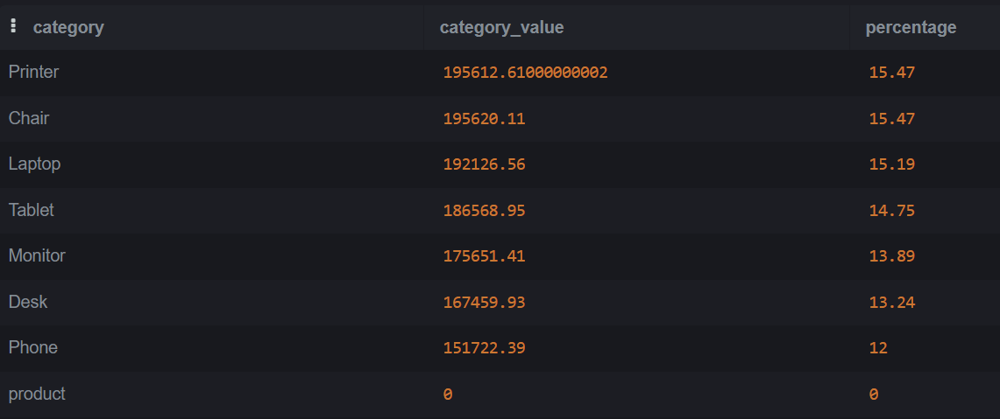 category category_value percentage
Printer 195612.61000000002 15.47
Chair 195620.11 15.47
Laptop 192126.56 15.19
Tablet 186568.95 14.75
Monitor 175651.41 13.89
Desk 167459.93 13.24
Phone 151722.39 12
product 0 0